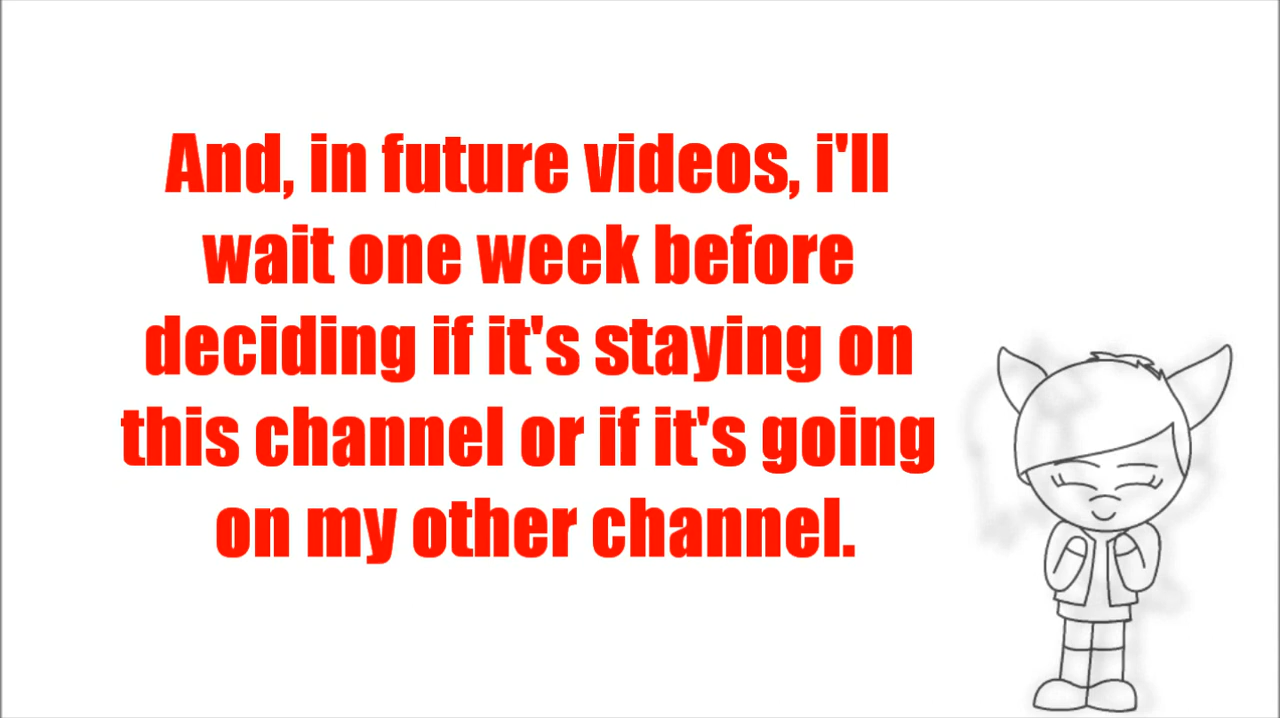 And, in future videos, i'll
wait one week before
deciding if it's staying on
this channel or if it's going
on my other channel.